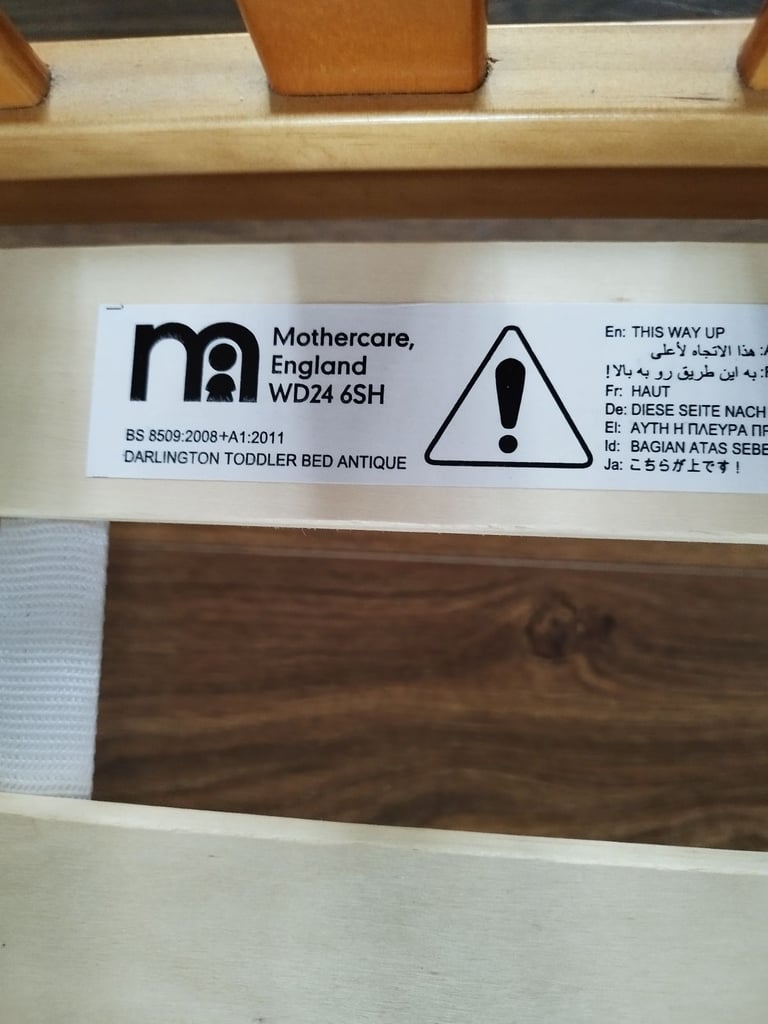 Mothercare,
England
WD24 6SH
BS 8509:2008+A1:2011
DARLINGTON TODDLER BED ANTIQUE
En: THIS WAY UP
هذا الاتجاه لأعلى
به این طریق رو به بالا!
Fr: HAUT
De: DIESE SEITE NACH
El: ΑΥΤΗ Η ΠΛΕΥΡΑ
Id: BAGIAN ATAS
Ja: こちらが上です！